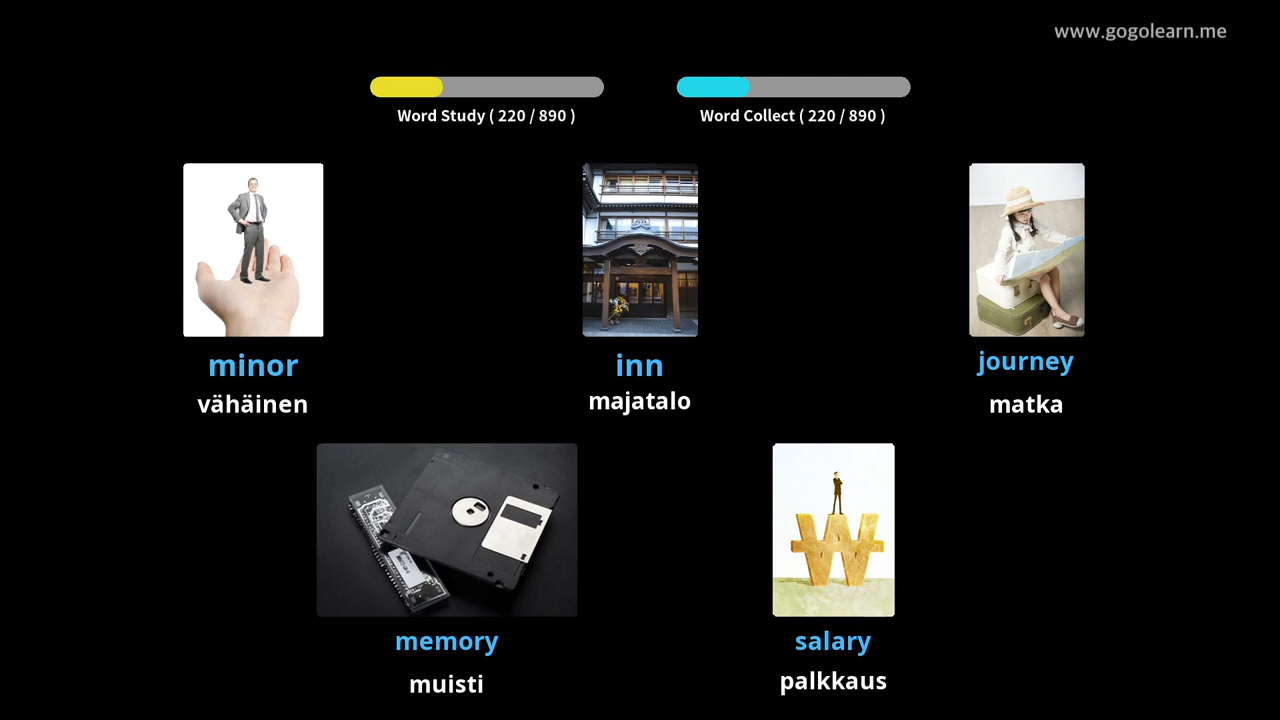 www.gogolearn.me
Word Study ( 220 / 890 )
Word Collect ( 220 / 890 )
minor
vähäinen
inn
majatalo
journey
matka
memory
muisti
salary
palkkaus